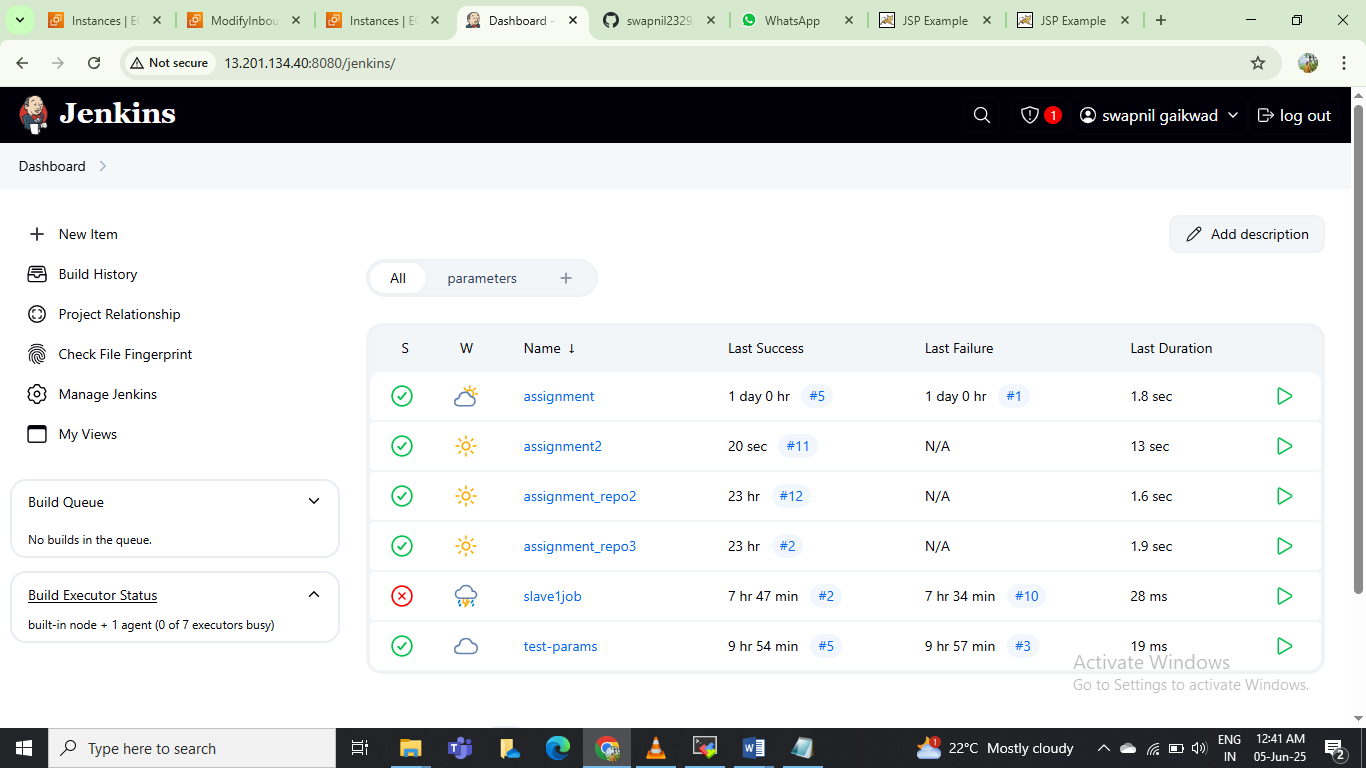 Instances | E
ModifyInbou
Instances | E
Dashboard -
swapnil2329
WhatsApp
JSP Example
JSP Example
Not secure
13.201.134.40:8080/jenkins/
Jenkins
1
swapnil gaikwad
log out
Dashboard
New Item
Build History
Project Relationship
Check File Fingerprint
Manage Jenkins
My Views
Build Queue
No builds in the queue.
Build Executor Status
built-in node + 1 agent (0 of 7 executors busy)
Add description
All parameters +
S W Name ↓ Last Success Last Failure Last Duration
assignment 1 day 0 hr #5 1 day 0 hr #1 1.8 sec
assignment2 20 sec #11 N/A 13 sec
assignment_repo2 23 hr #12 N/A 1.6 sec
assignment_repo3 23 hr #2 N/A 1.9 sec
slave1job 7 hr 47 min #2 7 hr 34 min #10 28 ms
test-params 9 hr 54 min #5 9 hr 57 min #3 19 ms
Activate Windows
Go to Settings to activate Windows.
Type here to search
1
22°C Mostly cloudy
ENG
IN
12:41 AM
05-Jun-25
2